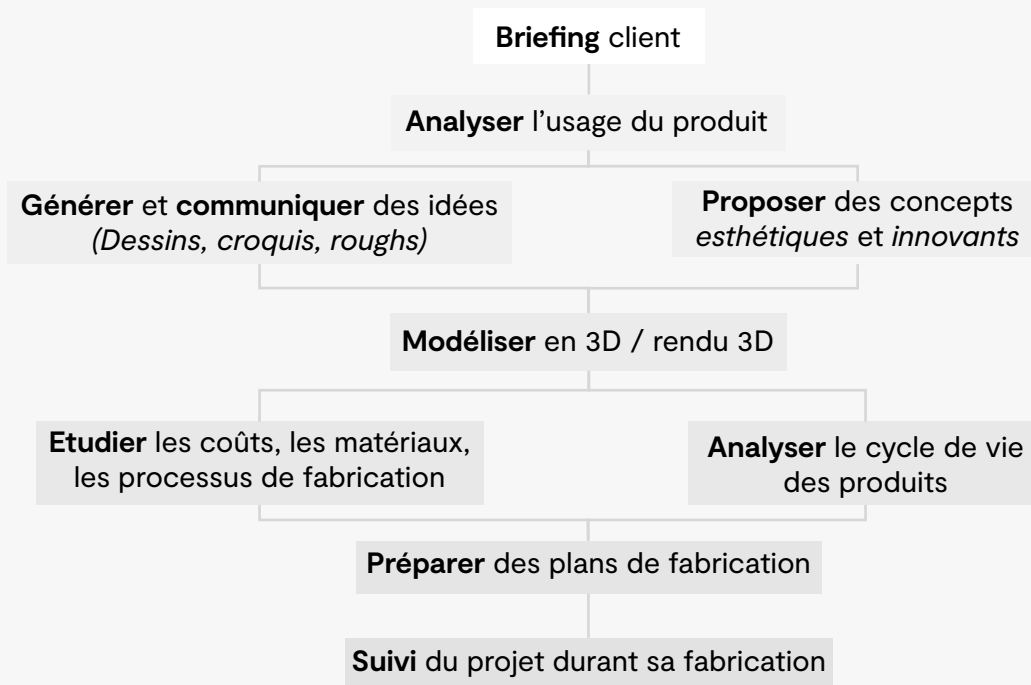 Briefing client
Analyser l’usage du produit
Générer et communiquer des idées
(Dessins, croquis, roughs)
Proposer des concepts
esthétiques et innovants
Modéliser en 3D / rendu 3D
Etudier les coûts, les matériaux,
les processus de fabrication
Analyser le cycle de vie
des produits
Préparer des plans de fabrication
Suivi du projet durant sa fabrication